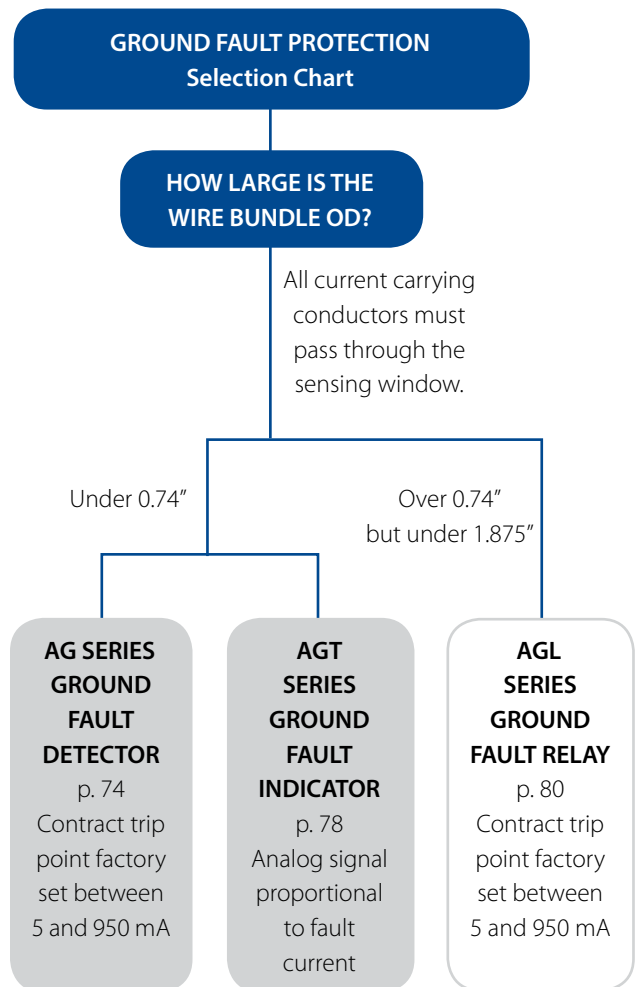 GROUND FAULT PROTECTION
Selection Chart
HOW LARGE IS THE
WIRE BUNDLE OD?
All current carrying
conductors must
pass through the
sensing window.
Under 0.74”
Over 0.74”
but under 1.875”
AG SERIES
GROUND
FAULT
DETECTOR
p. 74
Contract trip
point factory
set between
5 and 950 mA
AGT
SERIES
GROUND
FAULT
INDICATOR
p. 78
Analog signal
proportional
to fault
current
AGL
SERIES
GROUND
FAULT RELAY
p. 80
Contract trip
point factory
set between
5 and 950 mA